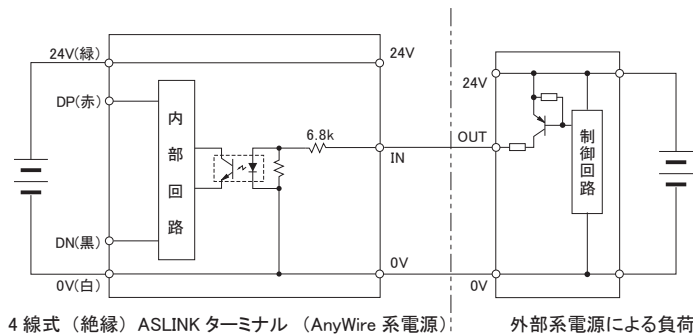 24V(緑)
24V
DP(赤)
24V
内部回路
6.8k
IN
OUT
制御回路
DN(黒)
0V(白)
0V
0V
4 線式 (絶縁) ASLINK ターミナル (AnyWire 系電源)
外部系電源による負荷